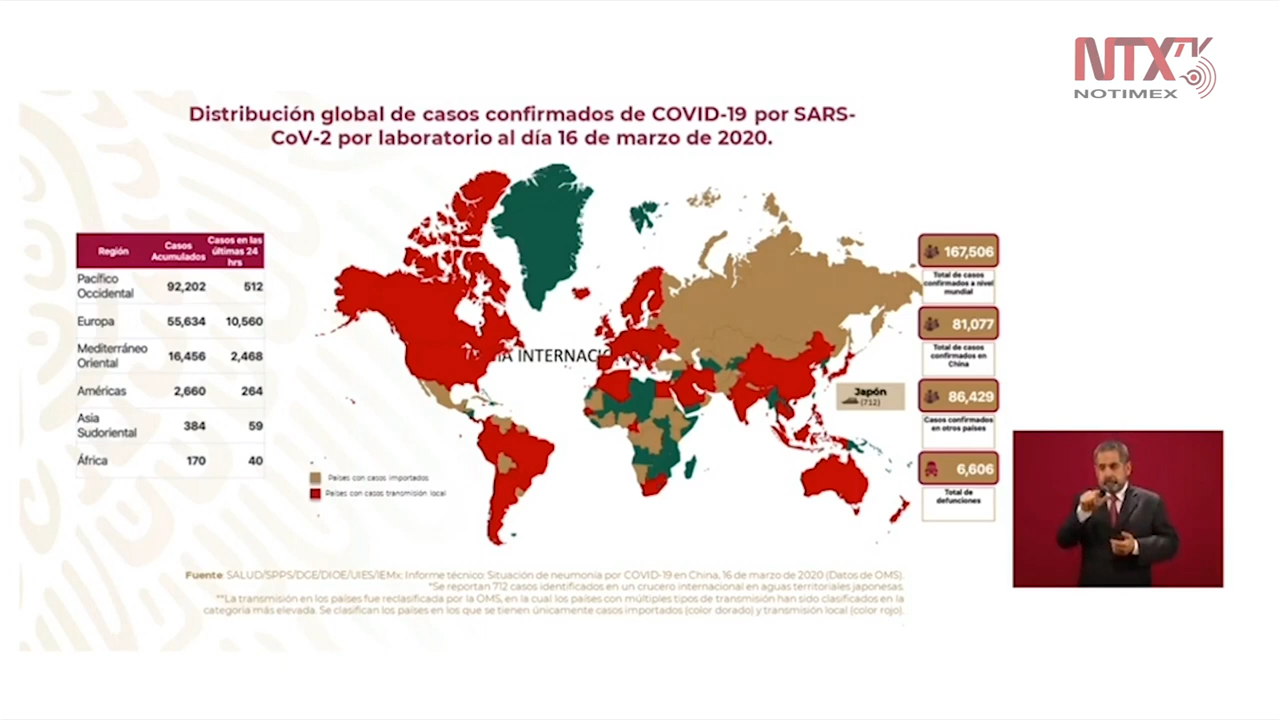 NTX
NOTIMEX
Distribución global de casos confirmados de COVID-19 por SARS-
CoV-2 por laboratorio al día 16 de marzo de 2020.
Región Casos Acumulados Casos en las últimas 24 hrs
Pacífico Occidental 92,202 512
Europa 55,634 10,560
Mediterráneo Oriental 16,456 2,468
Américas 2,660 264
Asia Sudoriental 384 59
África 170 40
INTERNACIO
Países con casos importados
Países con casos transmisión local
Japón
(712)
167,506
Total de casos
confirmados a nivel
mundial
81,077
Total de casos
confirmados en
China
86,429
Casos confirmados
en otros países
6,606
Total de
defunciones
Fuente: SALUD/SPPS/DGE/DIOE/UIES/IEMx: Informe técnico: Situación de neumonía por COVID-19 en China, 16 de marzo de 2020 (Datos de OMS).
*Se reportan 712 casos identificados en un crucero internacional en aguas territoriales japonesas.
**La transmisión en los países fue reclasificada por la OMS, en la cual los países con múltiples tipos de transmisión han sido clasificados en la
categoría más elevada. Se clasifican los países en los que se tienen únicamente casos importados (color dorado) y transmisión local (color rojo).